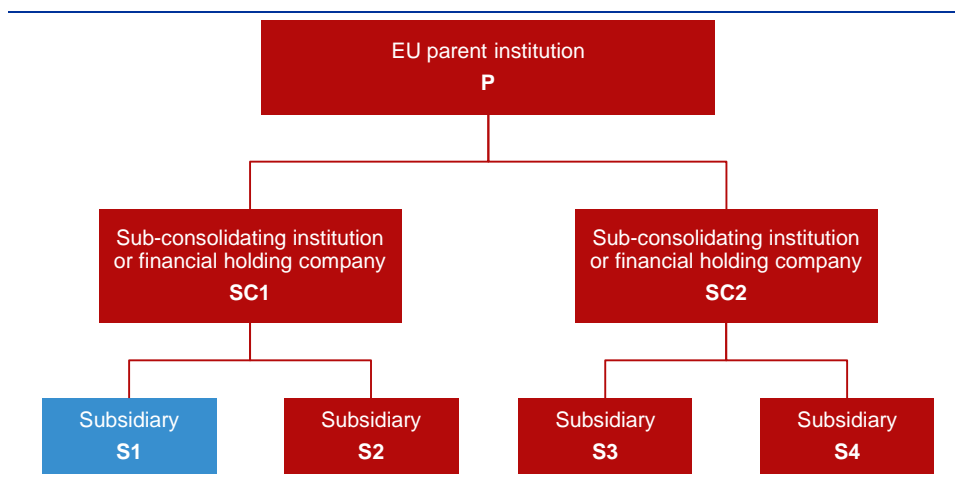 EU parent institution
P
Sub-consolidating institution
or financial holding company
SC1
Sub-consolidating institution
or financial holding company
SC2
Subsidiary
S1
Subsidiary
S2
Subsidiary
S3
Subsidiary
S4